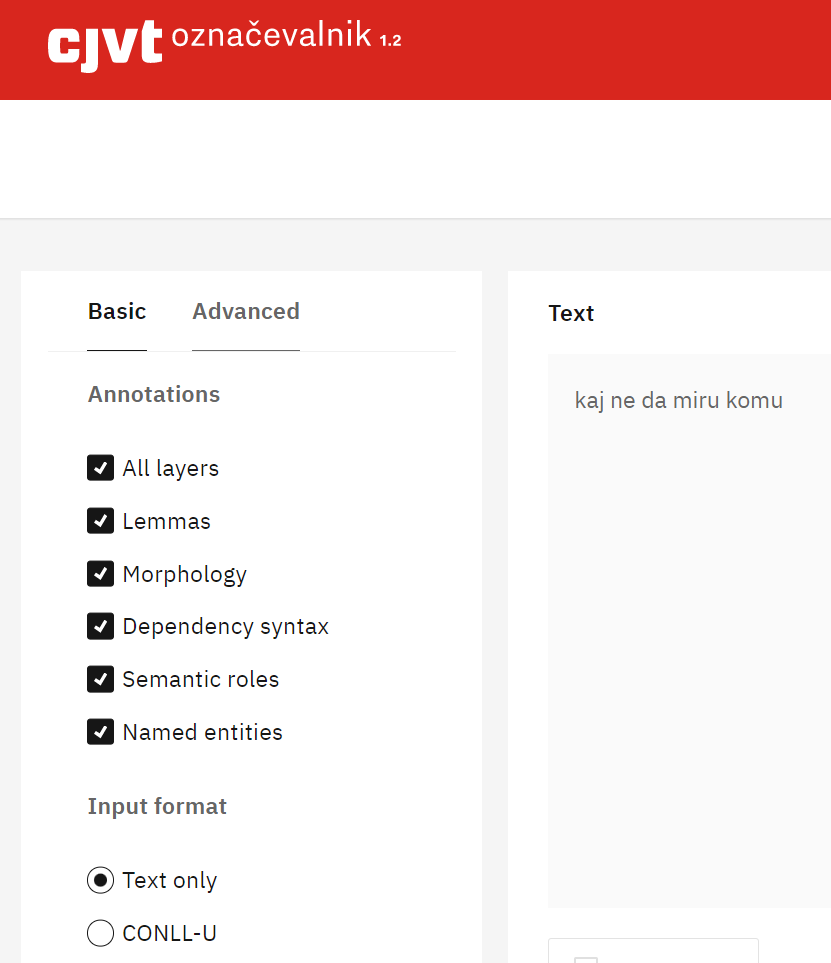 cjvt označevalnik 1.2
Basic Advanced
Annotations
All layers
Lemmas
Morphology
Dependency syntax
Semantic roles
Named entities
Input format
Text only
CONLL-U
Text
kaj ne da miru komu